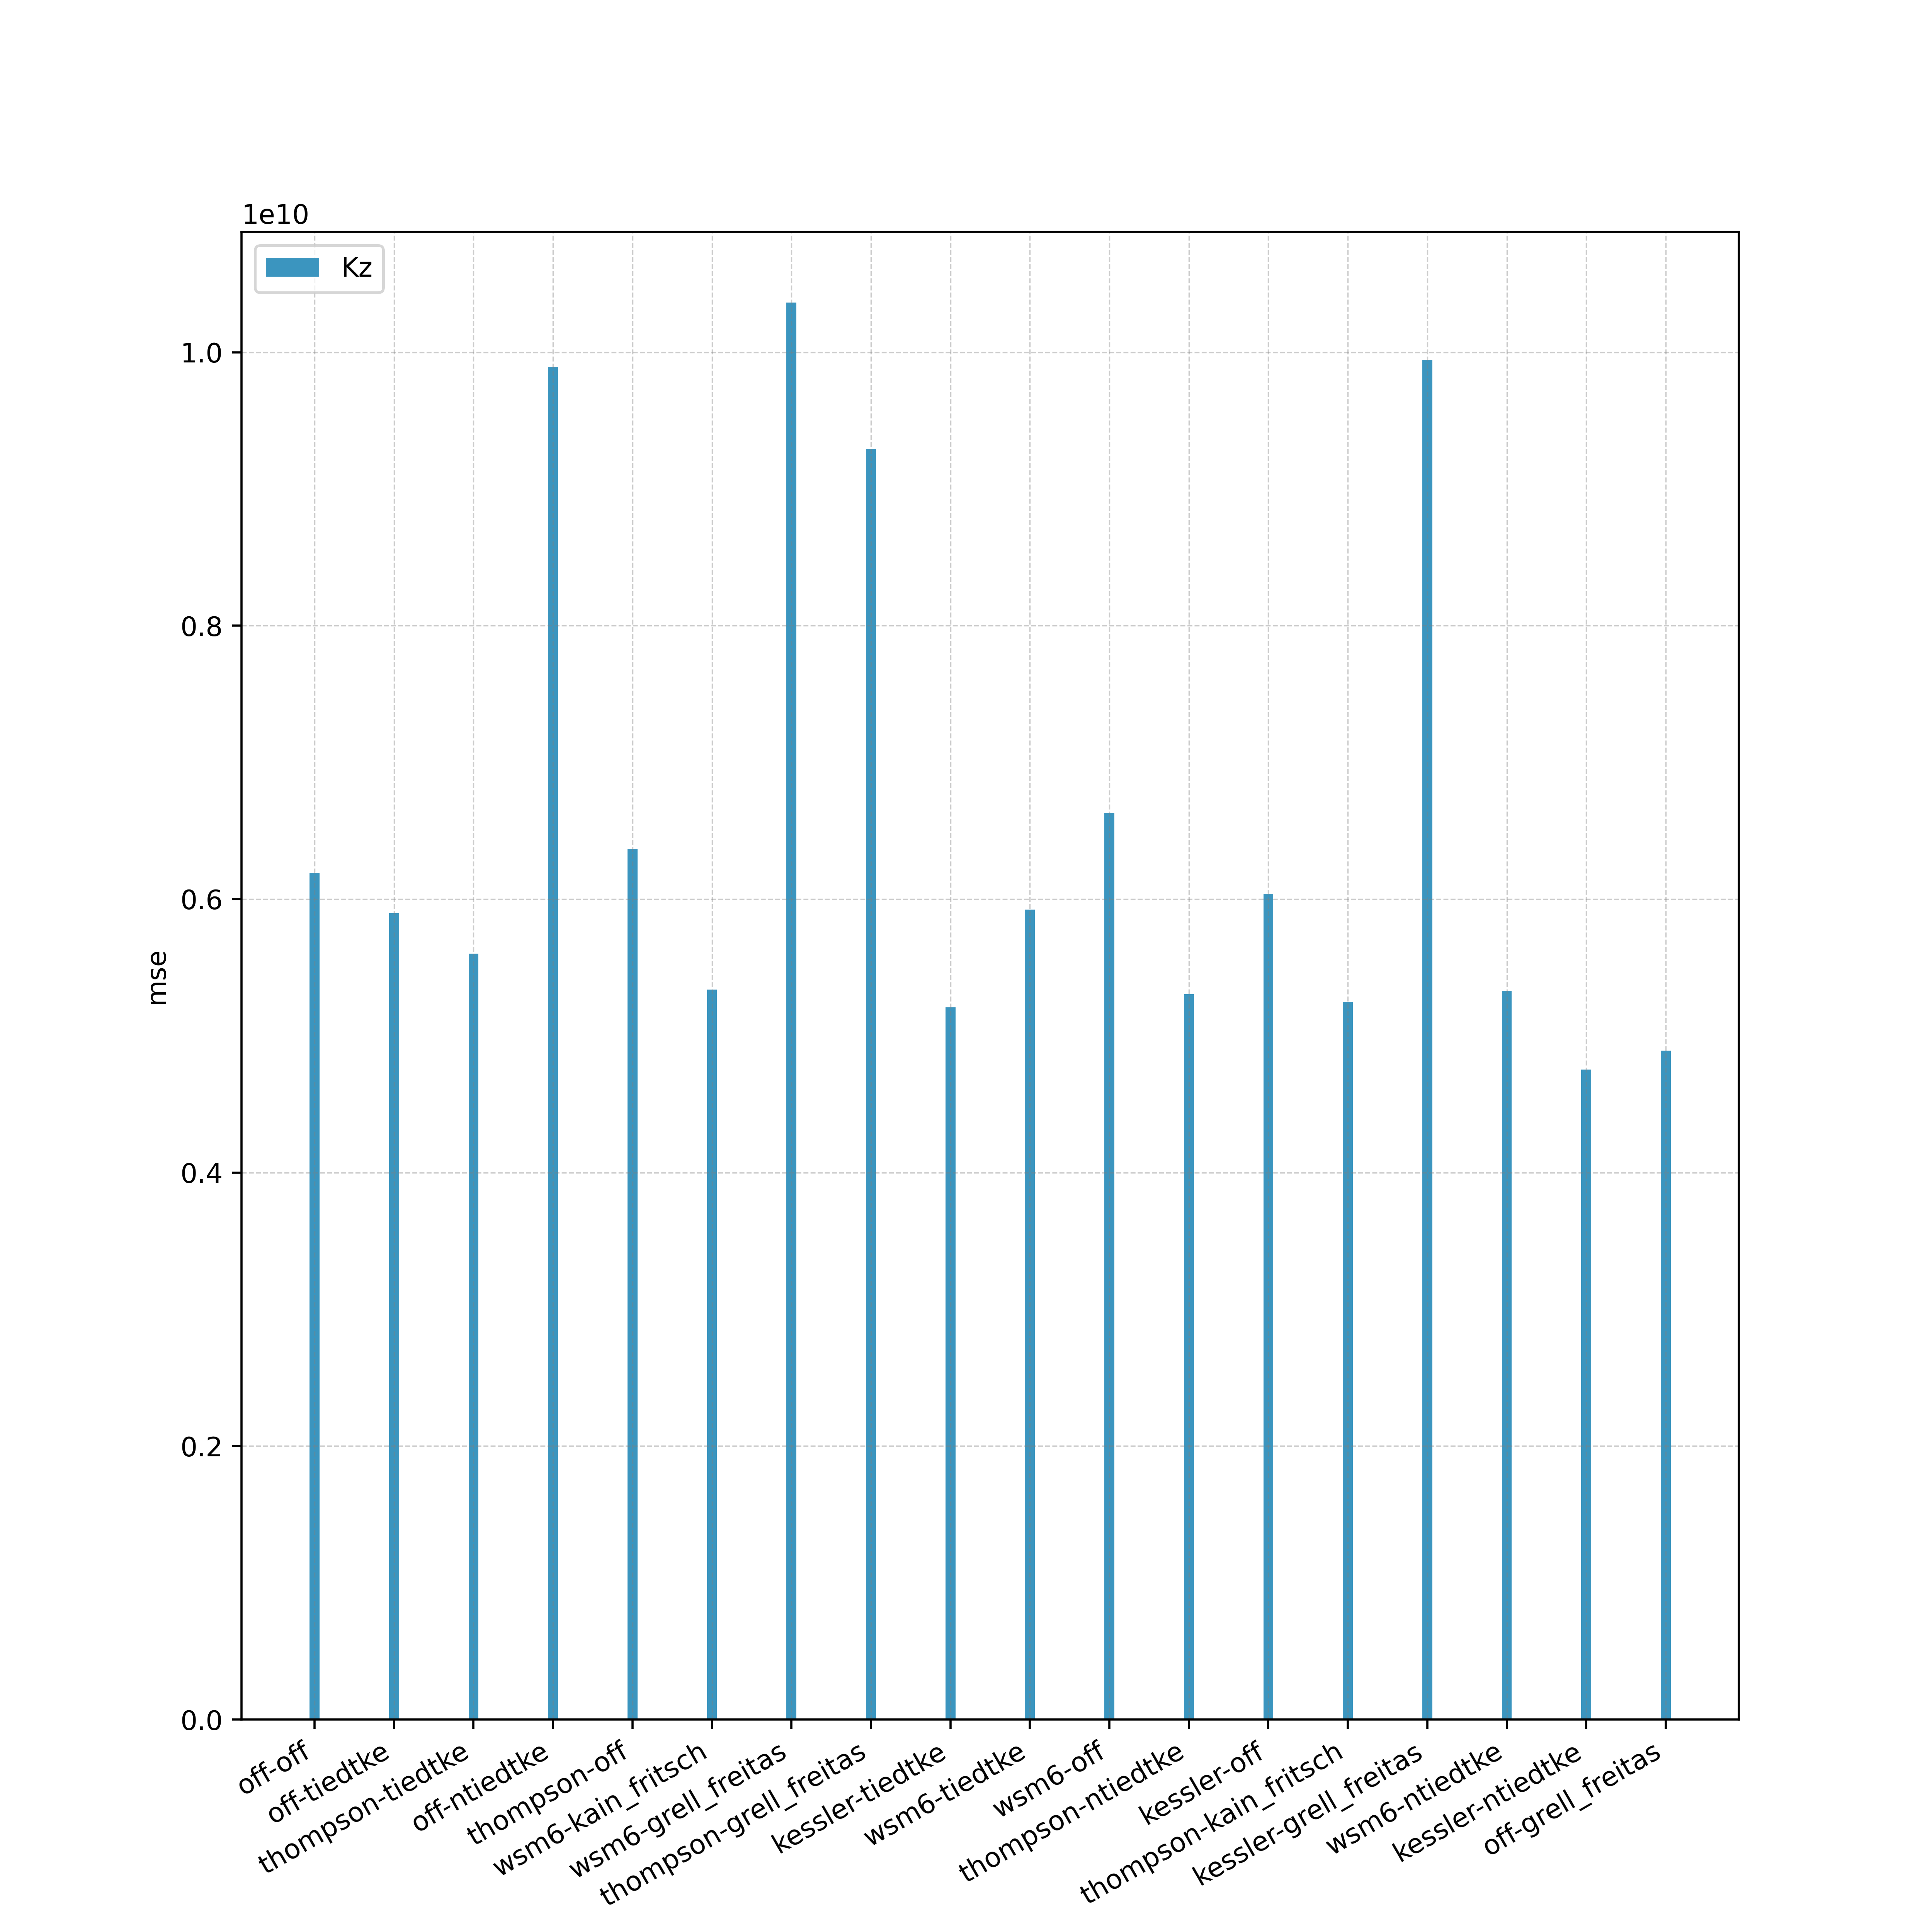 1e10
Kz
1.0
0.8
0.6
0.4
0.2
0.0
mse
off-off
off-tiedtke
thompson-tiedtke
off-ntiedtke
thompson-off
wsm6-kain_fritsch
wsm6-grell_freitas
thompson-grell_freitas
kessler-tiedtke
wsm6-tiedtke
wsm6-off
thompson-ntiedtke
kessler-off
thompson-kain_fritsch
kessler-grell_freitas
wsm6-ntiedtke
kessler-ntiedtke
off-grell_freitas